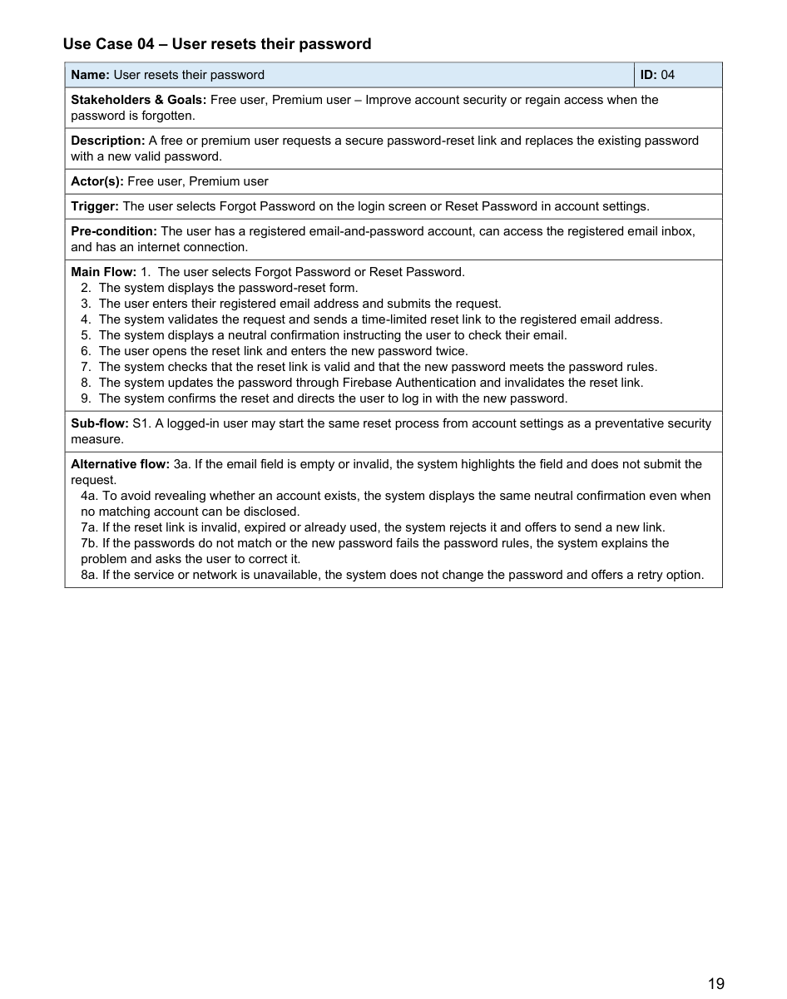 Use Case 04 – User resets their password
Name: User resets their password ID: 04
Stakeholders & Goals: Free user, Premium user – Improve account security or regain access when the
password is forgotten.
Description: A free or premium user requests a secure password-reset link and replaces the existing password
with a new valid password.
Actor(s): Free user, Premium user
Trigger: The user selects Forgot Password on the login screen or Reset Password in account settings.
Pre-condition: The user has a registered email-and-password account, can access the registered email inbox,
and has an internet connection.
Main Flow: 1. The user selects Forgot Password or Reset Password.
2. The system displays the password-reset form.
3. The user enters their registered email address and submits the request.
4. The system validates the request and sends a time-limited reset link to the registered email address.
5. The system displays a neutral confirmation instructing the user to check their email.
6. The user opens the reset link and enters the new password twice.
7. The system checks that the reset link is valid and that the new password meets the password rules.
8. The system updates the password through Firebase Authentication and invalidates the reset link.
9. The system confirms the reset and directs the user to log in with the new password.
Sub-flow: S1. A logged-in user may start the same reset process from account settings as a preventative security
measure.
Alternative flow: 3a. If the email field is empty or invalid, the system highlights the field and does not submit the
request.
4a. To avoid revealing whether an account exists, the system displays the same neutral confirmation even when
no matching account can be disclosed.
7a. If the reset link is invalid, expired or already used, the system rejects it and offers to send a new link.
7b. If the passwords do not match or the new password fails the password rules, the system explains the
problem and asks the user to correct it.
8a. If the service or network is unavailable, the system does not change the password and offers a retry option.
19